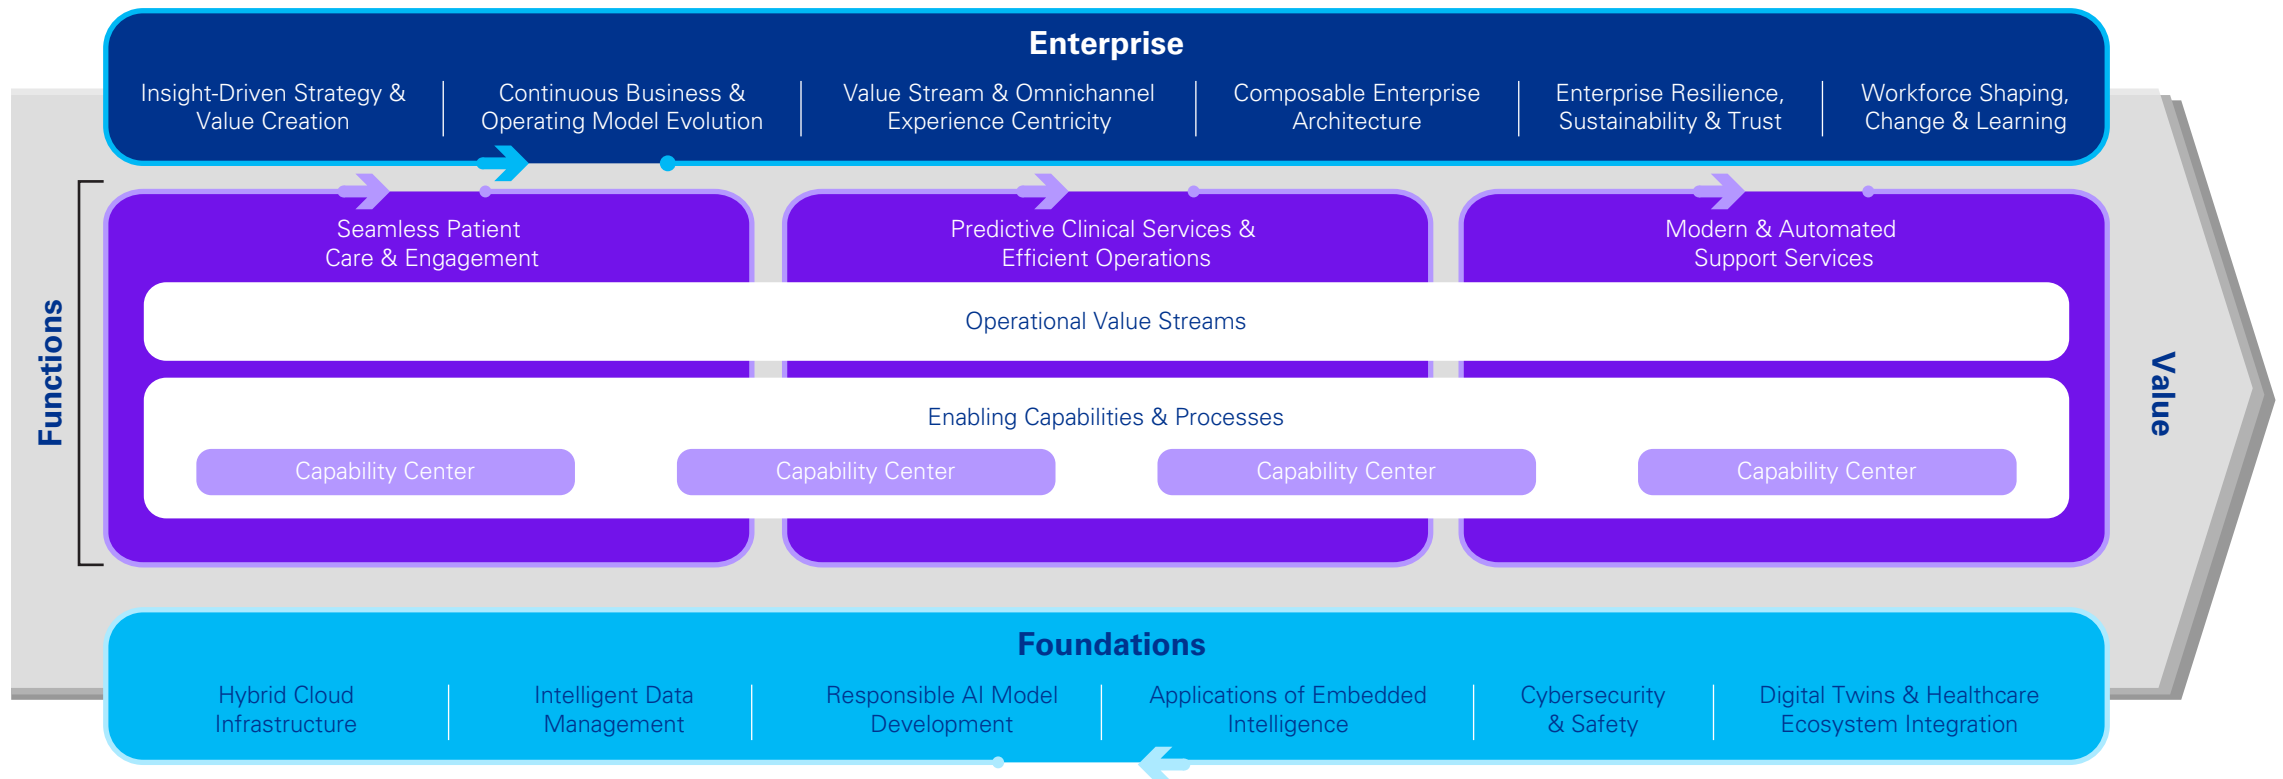 Enterprise
Insight-Driven Strategy &
Value Creation
Continuous Business &
Operating Model Evolution
Value Stream & Omnichannel
Experience Centricity
Composable Enterprise
Architecture
Enterprise Resilience,
Sustainability & Trust
Workforce Shaping,
Change & Learning
Functions
Seamless Patient
Care & Engagement
Predictive Clinical Services &
Efficient Operations
Modern & Automated
Support Services
Operational Value Streams
Enabling Capabilities & Processes
Capability Center
Capability Center
Capability Center
Capability Center
Value
Foundations
Hybrid Cloud
Infrastructure
Intelligent Data
Management
Responsible AI Model
Development
Applications of Embedded
Intelligence
Cybersecurity
& Safety
Digital Twins & Healthcare
Ecosystem Integration